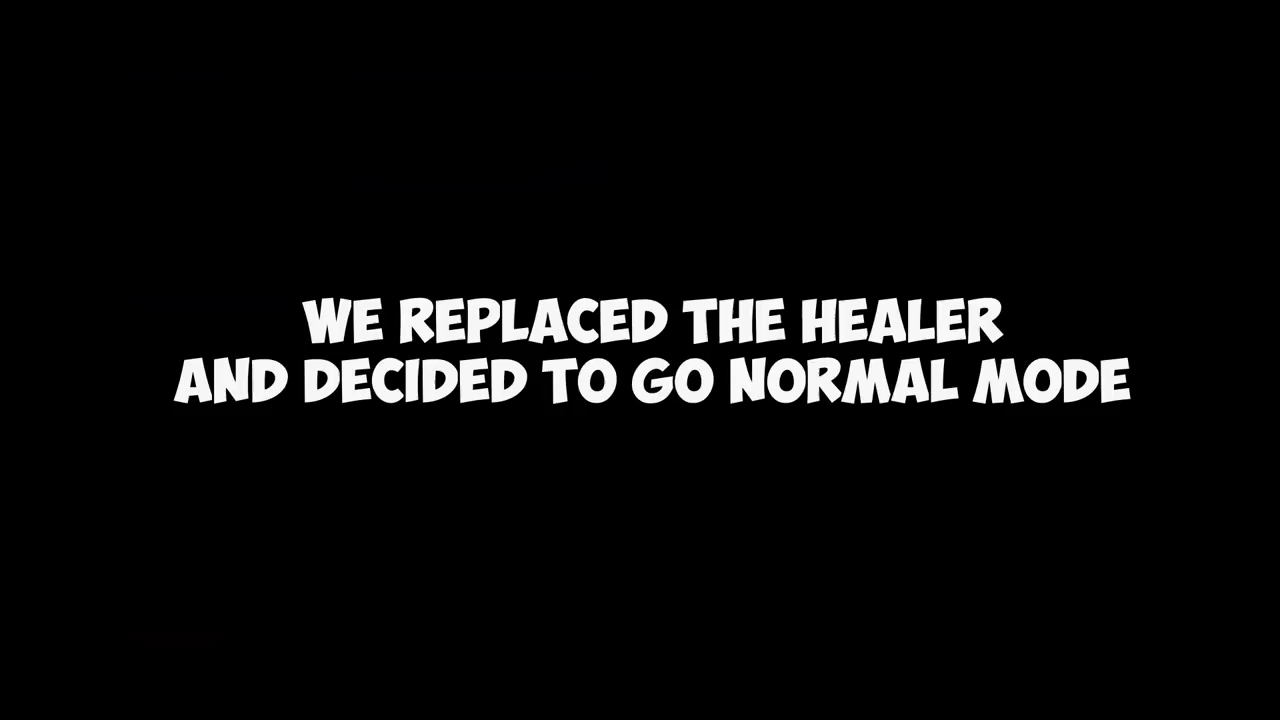 WE REPLACED THE HEALER
AND DECIDED TO GO NORMAL MODE